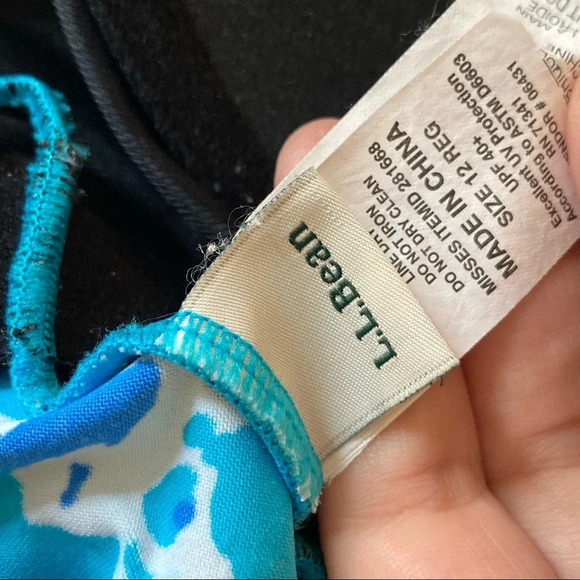 L.L.Bean
LINE DRY
DO NOT IRON
DO NOT DRY CLEAN
MISSES ITEMID 281668
MADE IN CHINA
SIZE 12 REG
UPF 40+
Excellent UV Protection
According to ASTM D6603
RN 71341
VENDOR # 06431